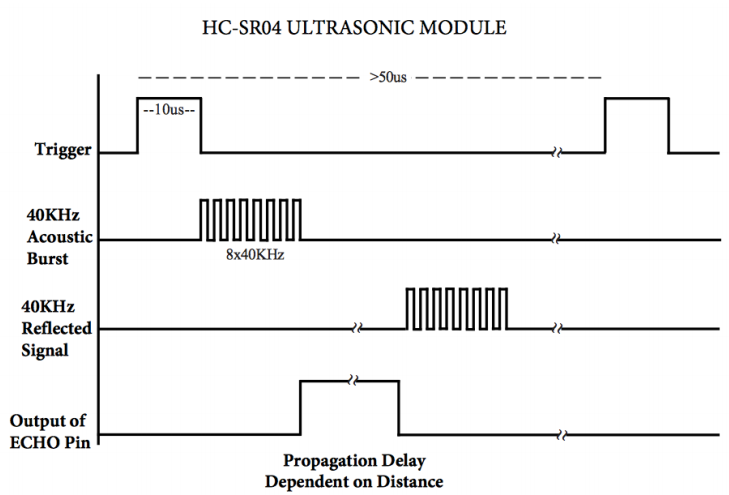 HC-SR04 ULTRASONIC MODULE
>50us
--10us--
Trigger
40KHz
Acoustic
Burst
8x40KHz
40KHz
Reflected
Signal
Output of
ECHO Pin
Propagation Delay
Dependent on Distance